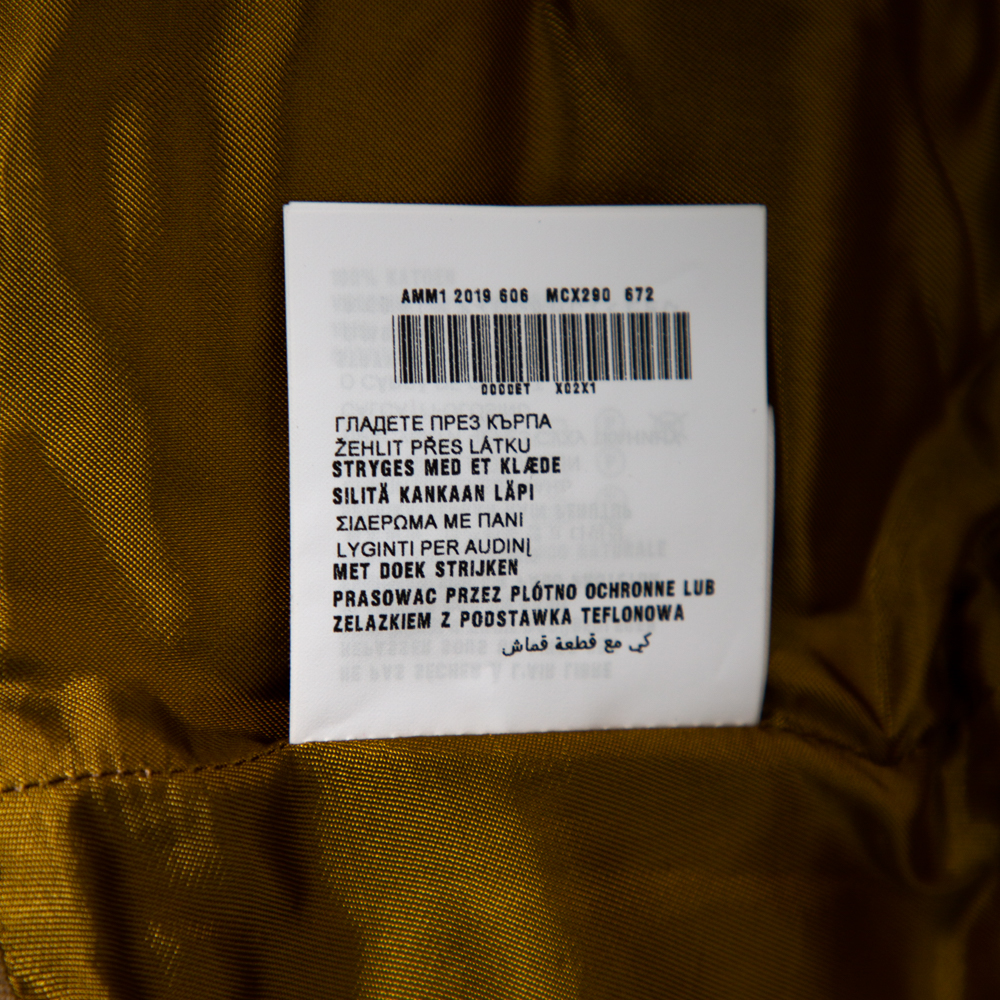 AMM1 2019 606 MCX290 672
000DET X02X1
ГЛАДЕТЕ ПРЕЗ КЪРПА
ŽEHLIT PŘES LÁTKU
STRYGES MED ET KLÆDE
SILITÄ KANKAAN LÄPI
ΣΙΔΕΡΩΜΑ ΜΕ ΠΑΝΙ
LYGINTI PER AUDINĮ
MET DOEK STRIJKEN
PRASOWAC PRZEZ PLÓTNO OCHRONNE LUB
ZELAZKIEM Z PODSTAWKA TEFLONOWA
كي مع قطعة قماش